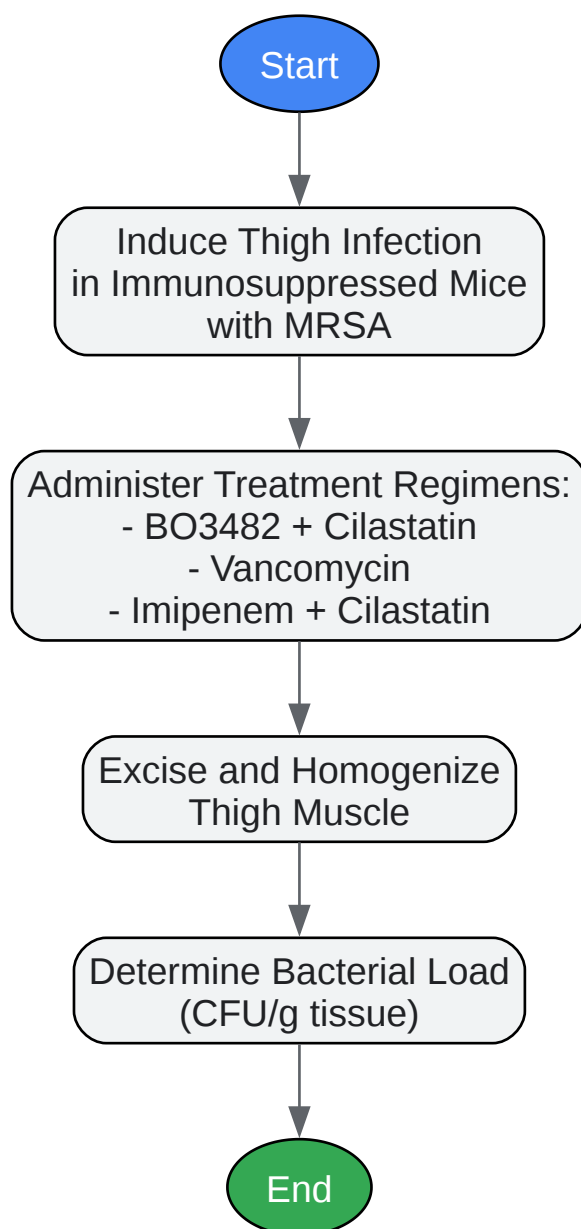 Start
Induce Thigh Infection
in Immunosuppressed Mice
with MRSA
Administer Treatment Regimens:
- BO3482 + Cilastatin
- Vancomycin
- Imipenem + Cilastatin
Excise and Homogenize
Thigh Muscle
Determine Bacterial Load
(CFU/g tissue)
End